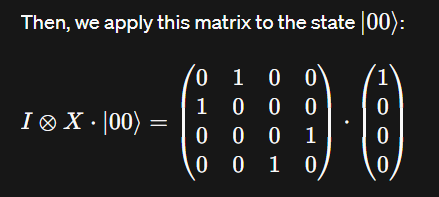 Then, we apply this matrix to the state |00⟩:
0 1 0 0 1
1 0 0 0 0
I ⊗ X · |00⟩ = ·
0 0 0 1 0
0 0 1 0 0